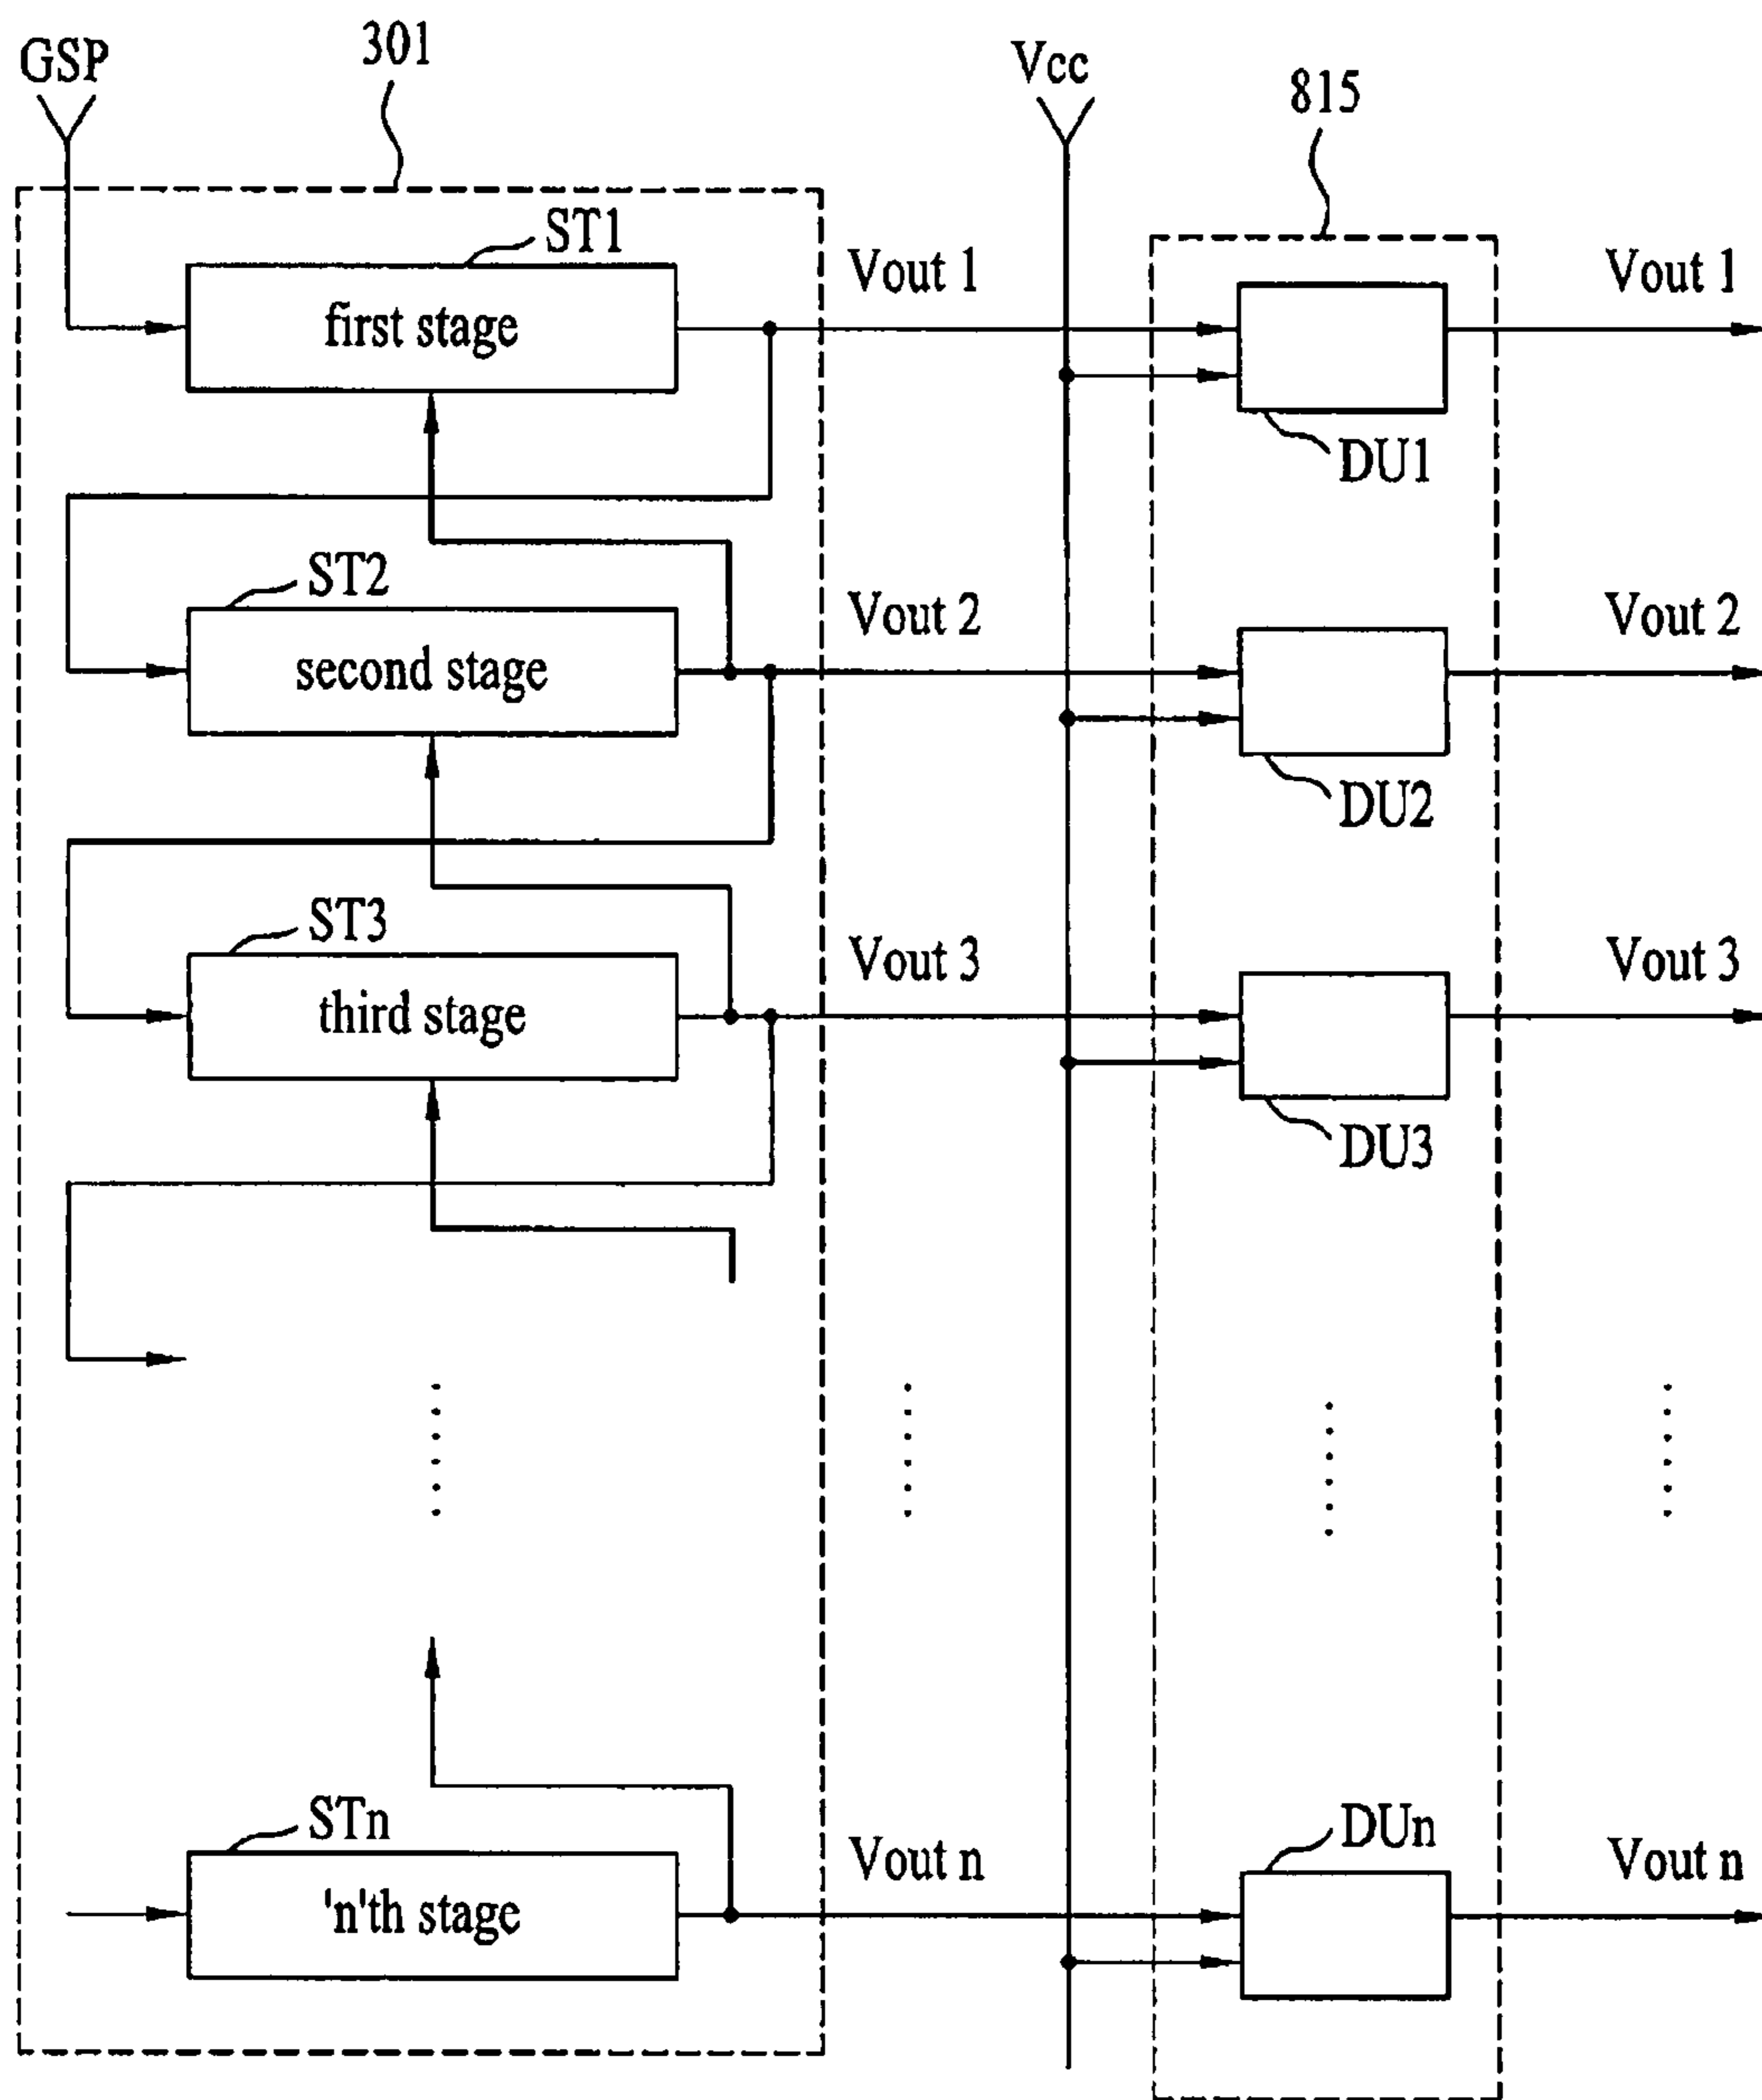 GSP
301
Vcc
815
ST1
first stage
Vout 1
Vout 1
DU1
ST2
second stage
Vout 2
Vout 2
DU2
ST3
third stage
Vout 3
Vout 3
DU3
STn
'n'th stage
Vout n
DUn
Vout n